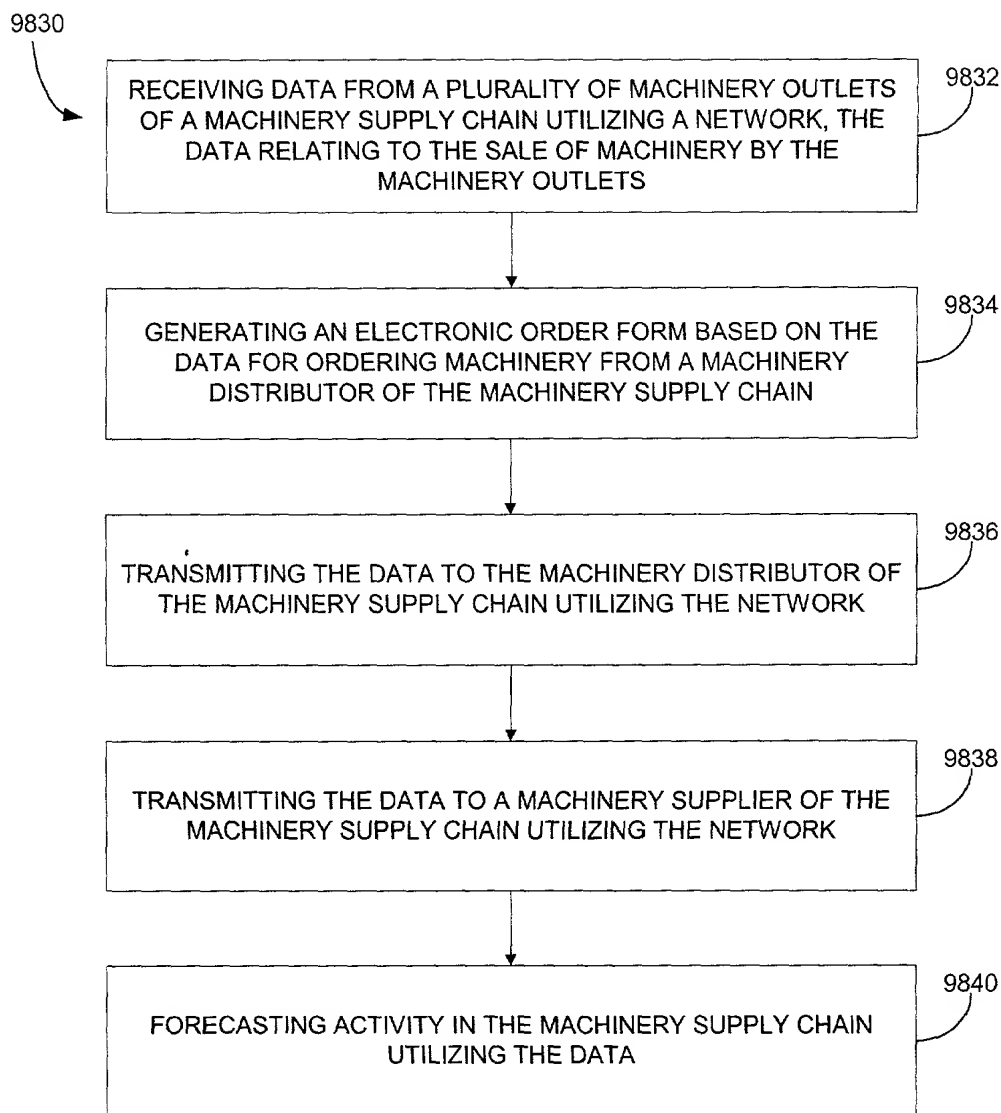 9830
RECEIVING DATA FROM A PLURALITY OF MACHINERY OUTLETS
OF A MACHINERY SUPPLY CHAIN UTILIZING A NETWORK, THE
DATA RELATING TO THE SALE OF MACHINERY BY THE
MACHINERY OUTLETS
9832
GENERATING AN ELECTRONIC ORDER FORM BASED ON THE
DATA FOR ORDERING MACHINERY FROM A MACHINERY
DISTRIBUTOR OF THE MACHINERY SUPPLY CHAIN
9834
TRANSMITTING THE DATA TO THE MACHINERY DISTRIBUTOR OF
THE MACHINERY SUPPLY CHAIN UTILIZING THE NETWORK
9836
TRANSMITTING THE DATA TO A MACHINERY SUPPLIER OF THE
MACHINERY SUPPLY CHAIN UTILIZING THE NETWORK
9838
FORECASTING ACTIVITY IN THE MACHINERY SUPPLY CHAIN
UTILIZING THE DATA
9840